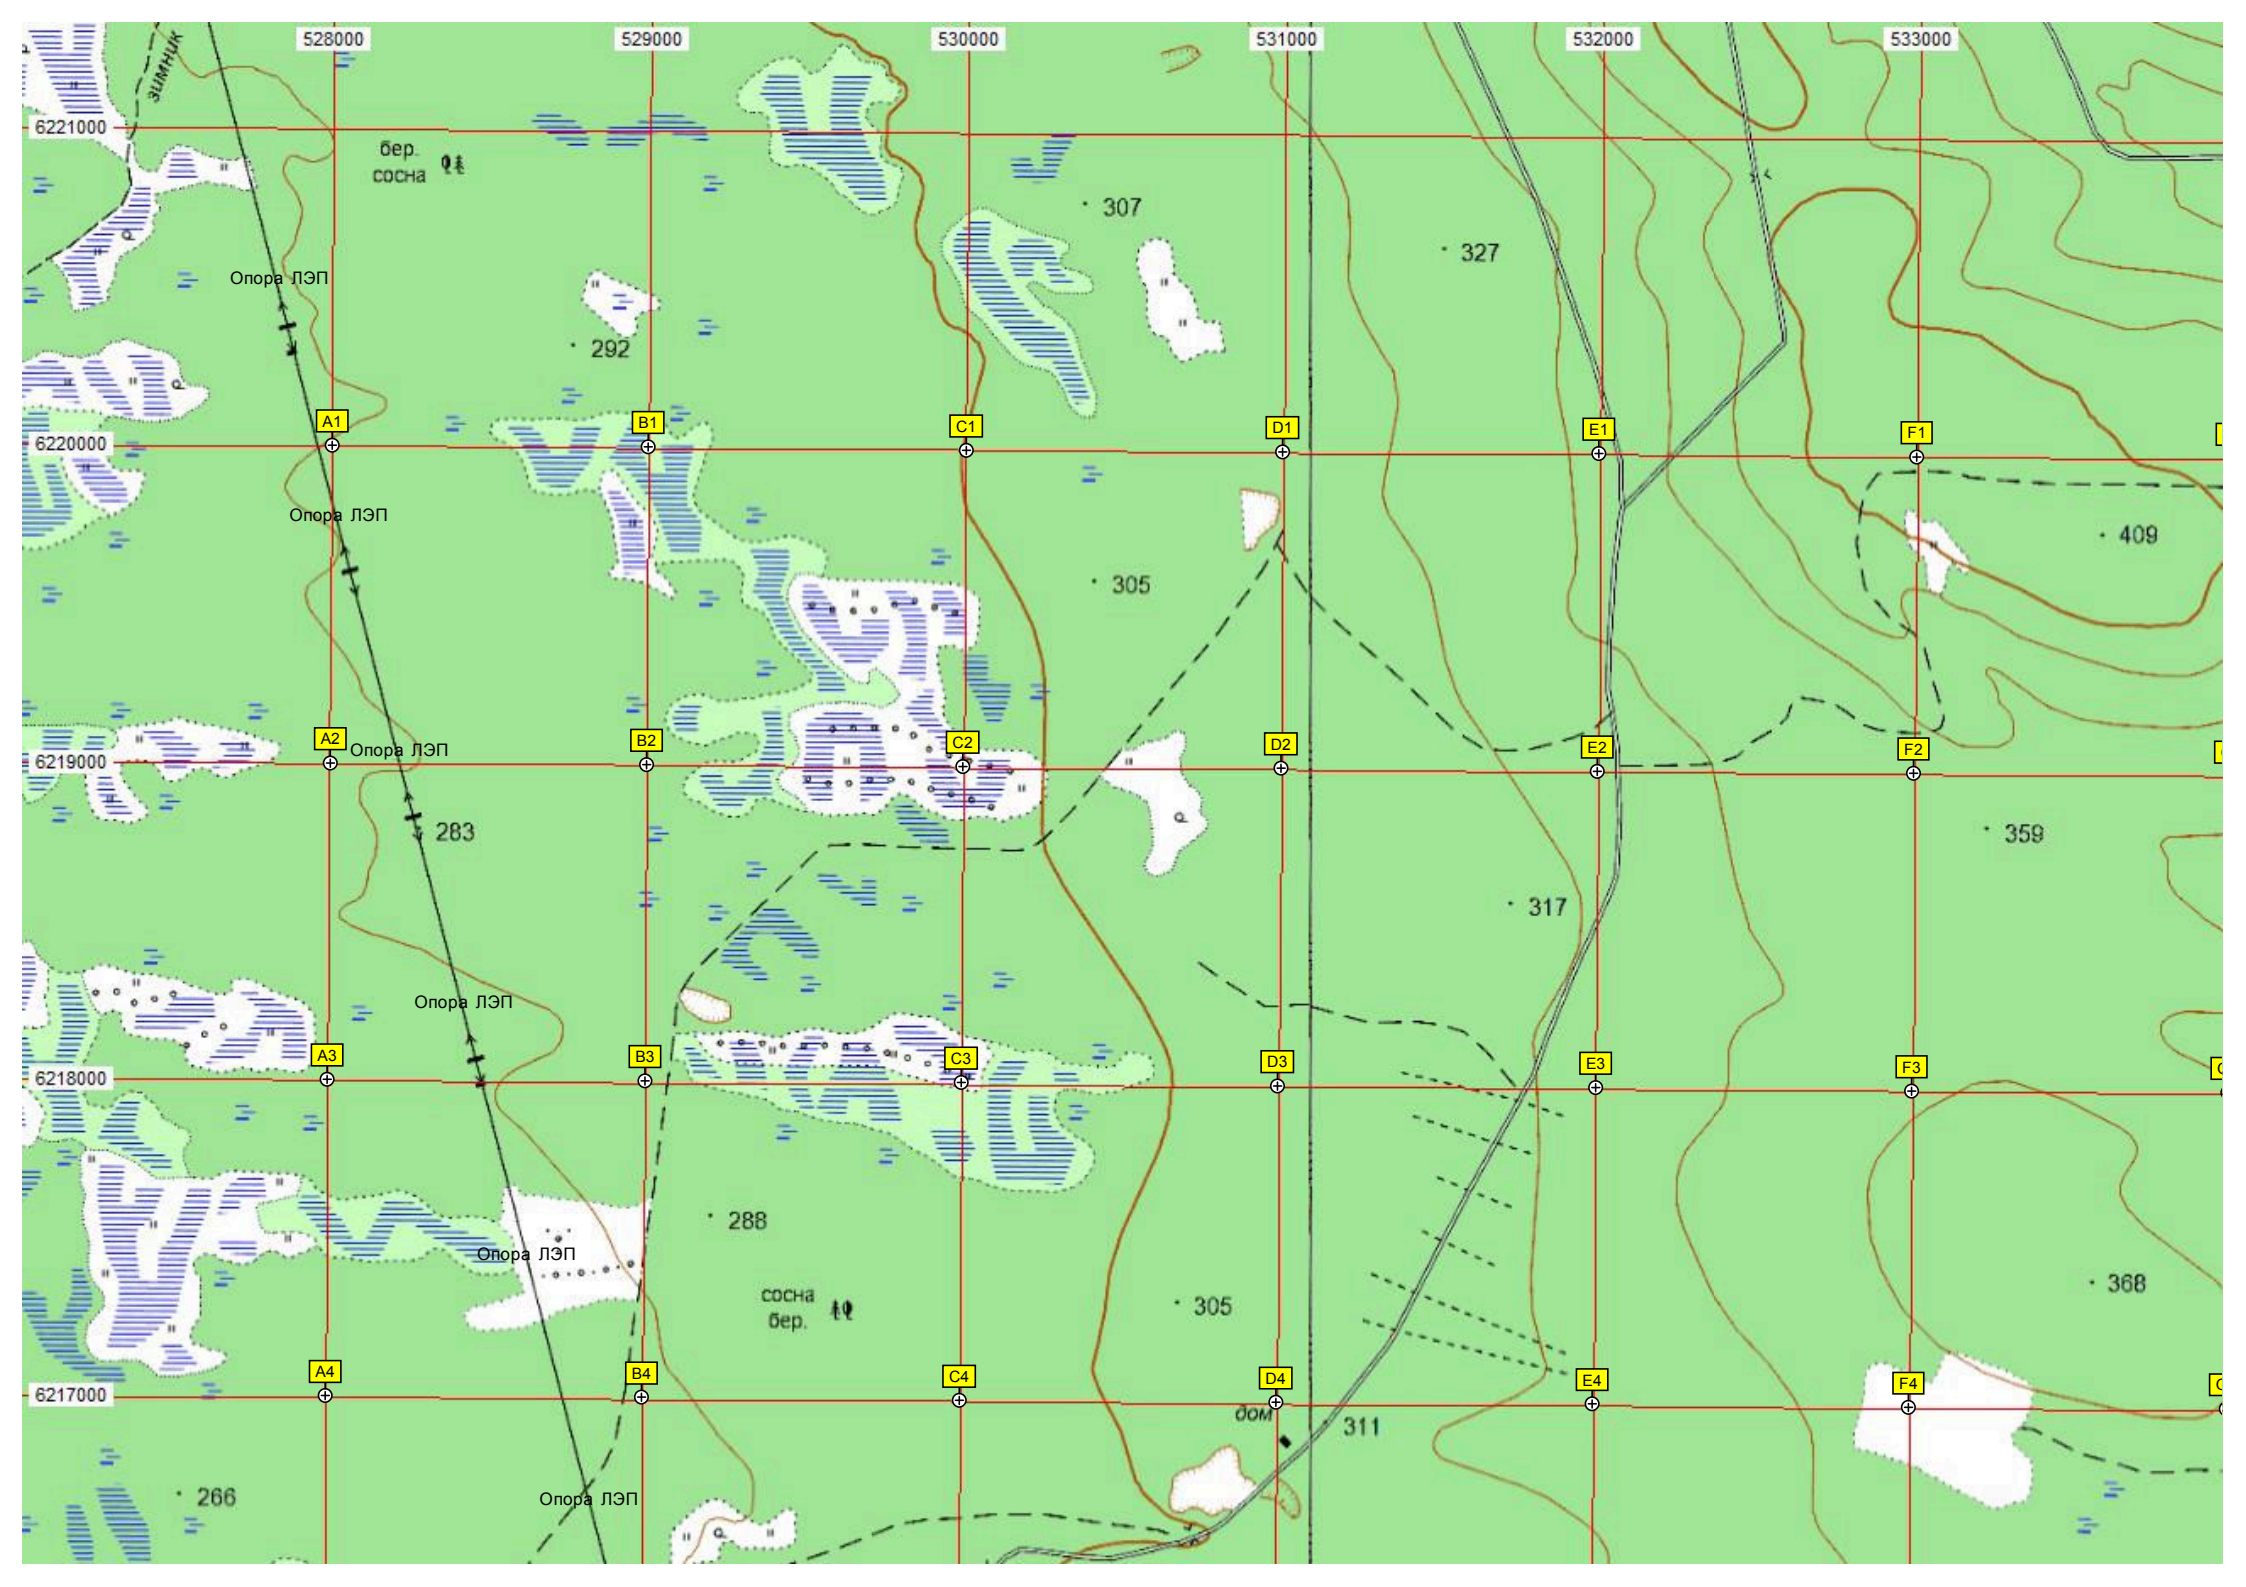 528000
529000
530000
531000
532000
533000
зимник
6221000
бер.
сосна
307
327
Опора ЛЭП
292
A1
B1
C1
D1
E1
F1
6220000
Опора ЛЭП
409
305
A2
B2
C2
D2
E2
F2
Опора ЛЭП
6219000
283
359
317
Опора ЛЭП
A3
B3
C3
D3
E3
F3
6218000
288
Опора ЛЭП
сосна
бер.
305
368
A4
B4
C4
D4
E4
F4
6217000
дом
311
266
Опора ЛЭП